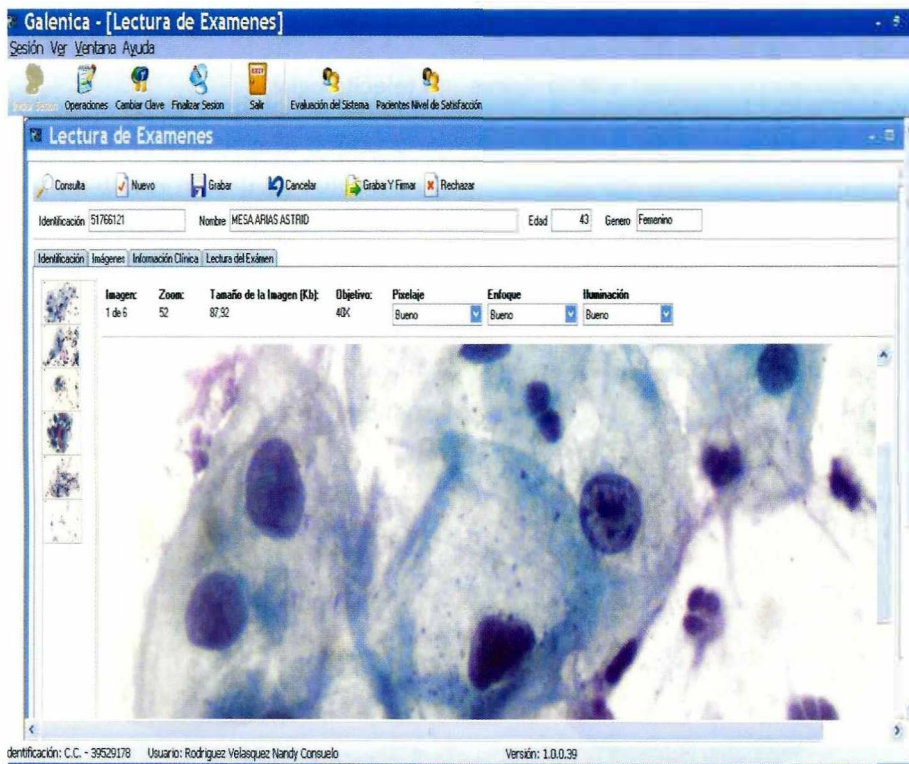 Galenica - [Lectura de Examenes]
Sesión Ver Ventana Ayuda
Operaciones Cambiar Clave Finalizar Sesion Salir Evaluación del Sistema Pacientes Nivel de Satisfacción
EXIT
Lectura de Examenes
Consulta Nuevo Grabar Cancelar Grabar Y Firmar Rechazar
Identificación 51766121 Nombre MESA ARIAS ASTRID Edad 43 Genero Femenino
Identificación Imágenes Información Clínica Lectura del Exámen
Imagen: Zoom: Tamaño de la Imagen (Kb): Objetivo: Pixelaje Enfoque Iluminación
1 de 6 52 87,92 40X Bueno Bueno Bueno
dentificación: C.C. - 39529178 Usuario: Rodriguez Velasquez Nandy Consuelo Versión: 1.0.0.39